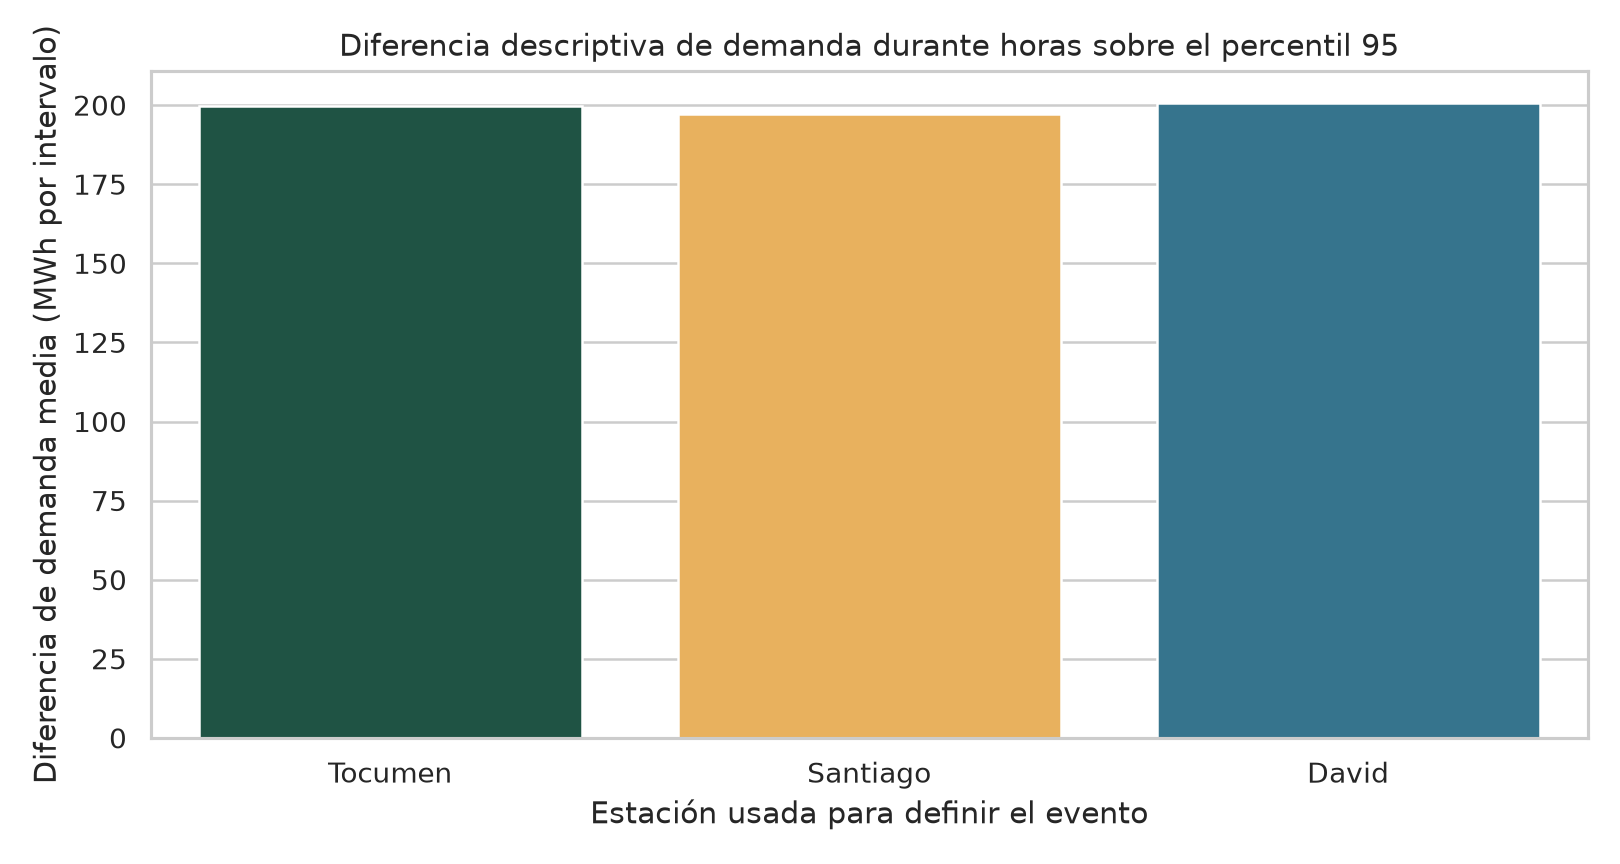 Diferencia descriptiva de demanda durante horas sobre el percentil 95
Diferencia de demanda media (MWh por intervalo)
200
175
150
125
100
75
50
25
0
Tocumen
Santiago
David
Estación usada para definir el evento